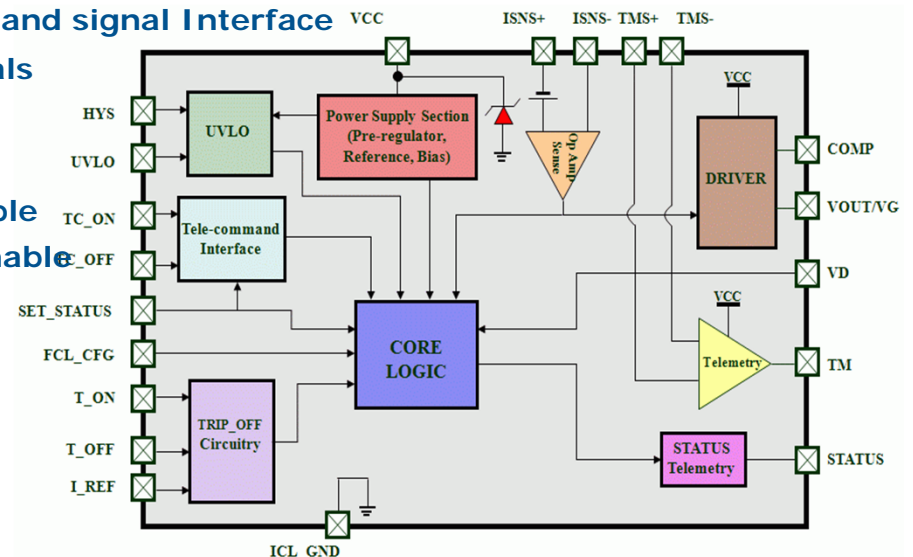 and signal Interface
als
ble
nable
VCC
ISNS+ ISNS- TMS+ TMS-
HYS
UVLO
TC_ON
C_OFF
SET_STATUS
FCL_CFG
T_ON
T_OFF
I_REF
UVLO
Power Supply Section
(Pre-regulator,
Reference, Bias)
Op Amp
Sense
VCC
DRIVER
COMP
VOUT/VG
Tele-command
Interface
VD
CORE
LOGIC
VCC
Telemetry
TM
TRIP_OFF
Circuitry
STATUS
Telemetry
STATUS
ICL_GND